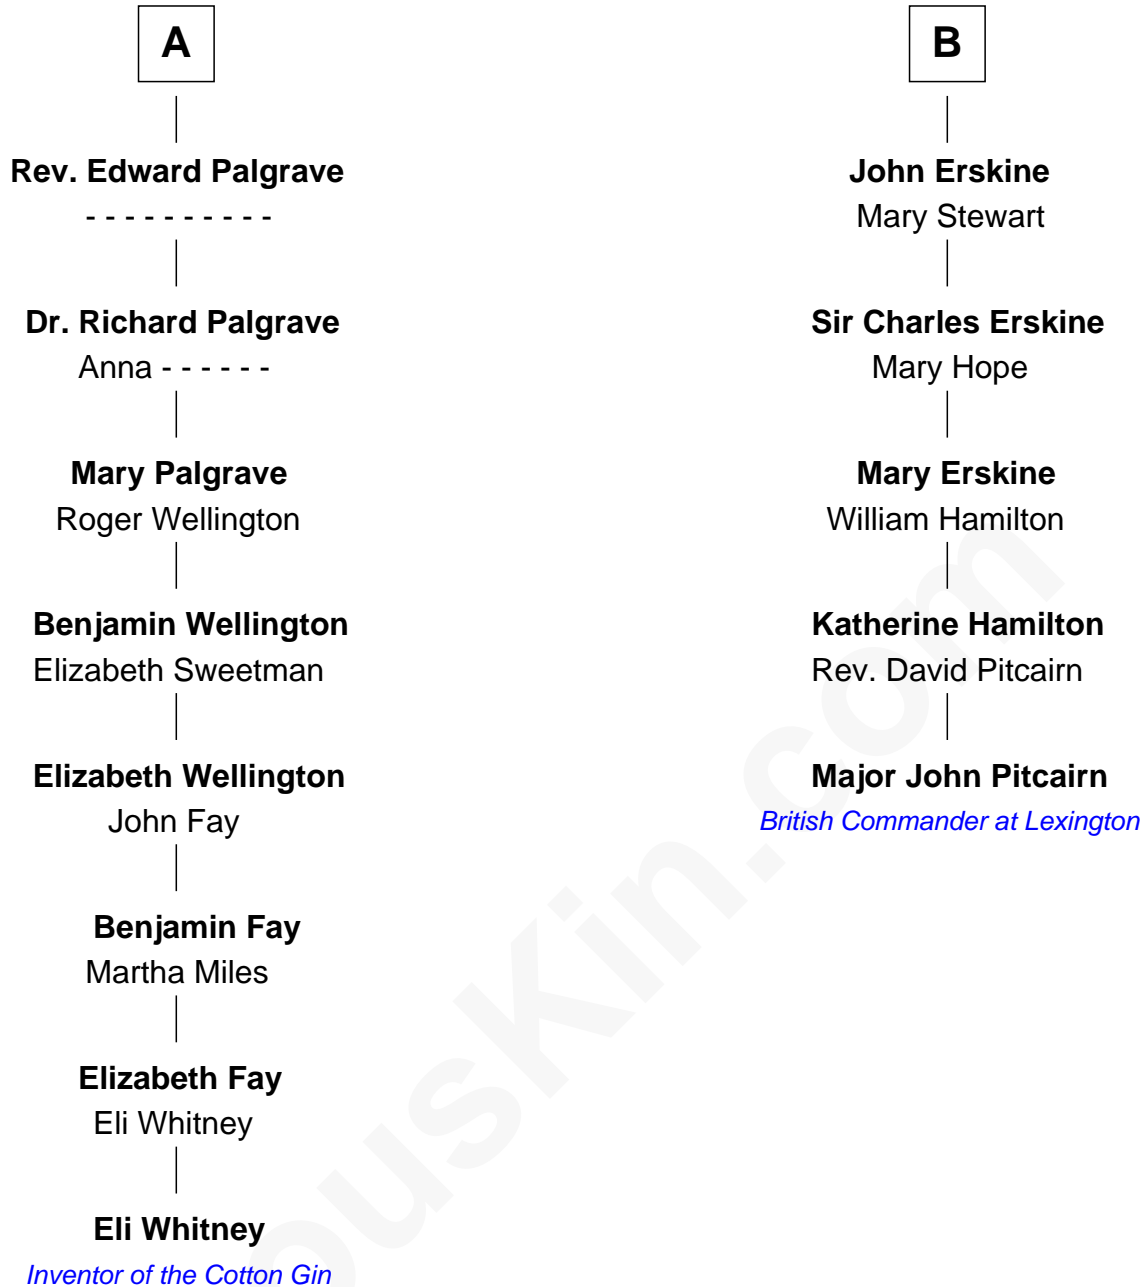 A
Rev. Edward Palgrave
- - - - - - - - - -
Dr. Richard Palgrave
Anna - - - - - -
Mary Palgrave
Roger Wellington
Benjamin Wellington
Elizabeth Sweetman
Elizabeth Wellington
John Fay
Benjamin Fay
Martha Miles
Elizabeth Fay
Eli Whitney
Eli Whitney
Inventor of the Cotton Gin
B
John Erskine
Mary Stewart
Sir Charles Erskine
Mary Hope
Mary Erskine
William Hamilton
Katherine Hamilton
Rev. David Pitcairn
Major John Pitcairn
British Commander at Lexington
ousKin.com